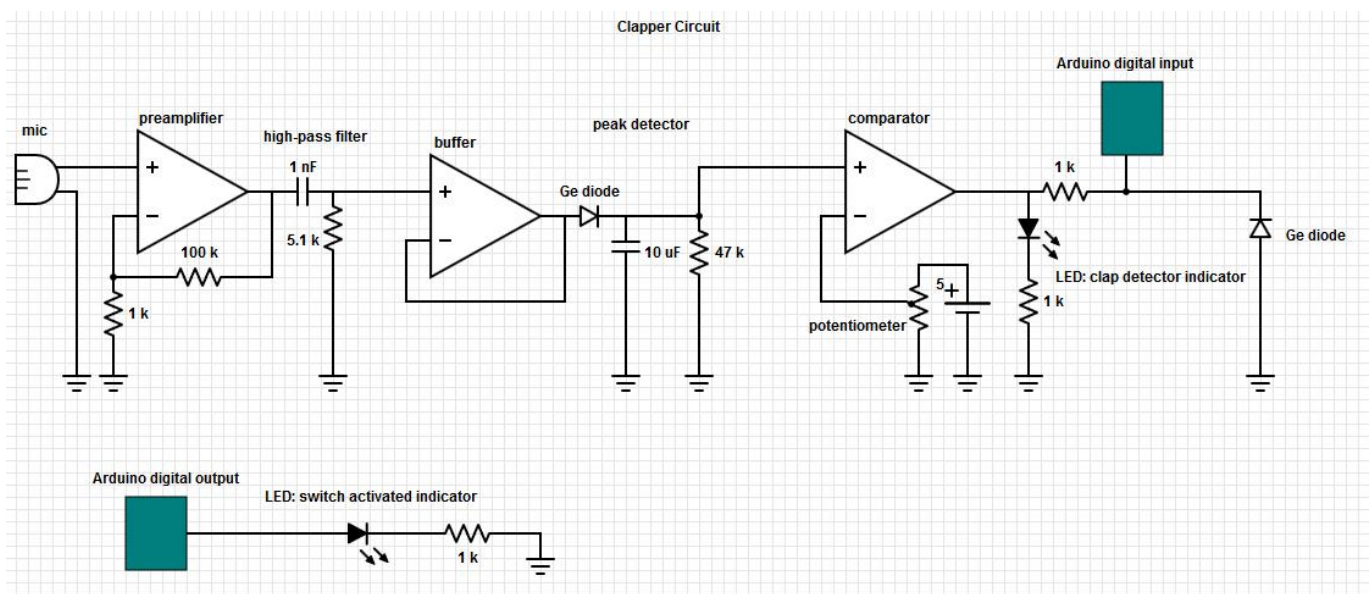 Clapper Circuit
Arduino digital input
preamplifier
mic
high-pass filter
1 nF
buffer
peak detector
comparator
+
+
+
+
−
−
−
−
5.1 k
100 k
1 k
Ge diode
10 uF
47 k
1 k
Ge diode
LED: clap detector indicator
1 k
5
+
potentiometer
Arduino digital output
LED: switch activated indicator
1 k